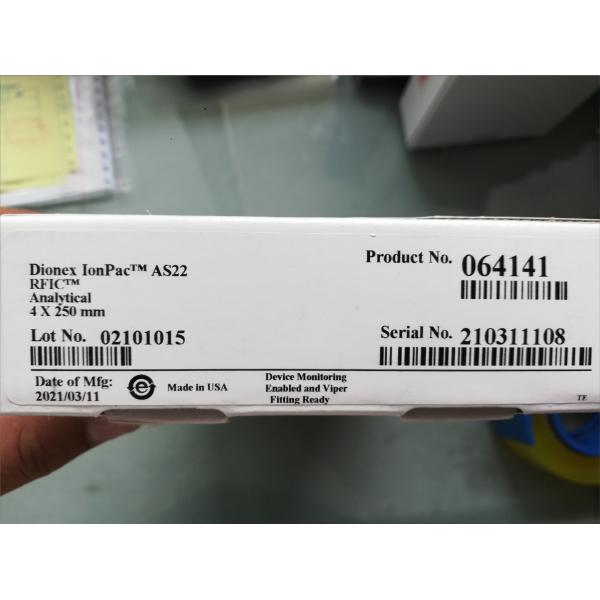 Dionex IonPac™ AS22
RFIC™
Analytical
4 X 250 mm
Product No. 064141
Lot No. 02101015
Serial No. 210311108
Date of Mfg:
2021/03/11
e
Made in USA
Device Monitoring
Enabled and Viper
Fitting Ready
TE